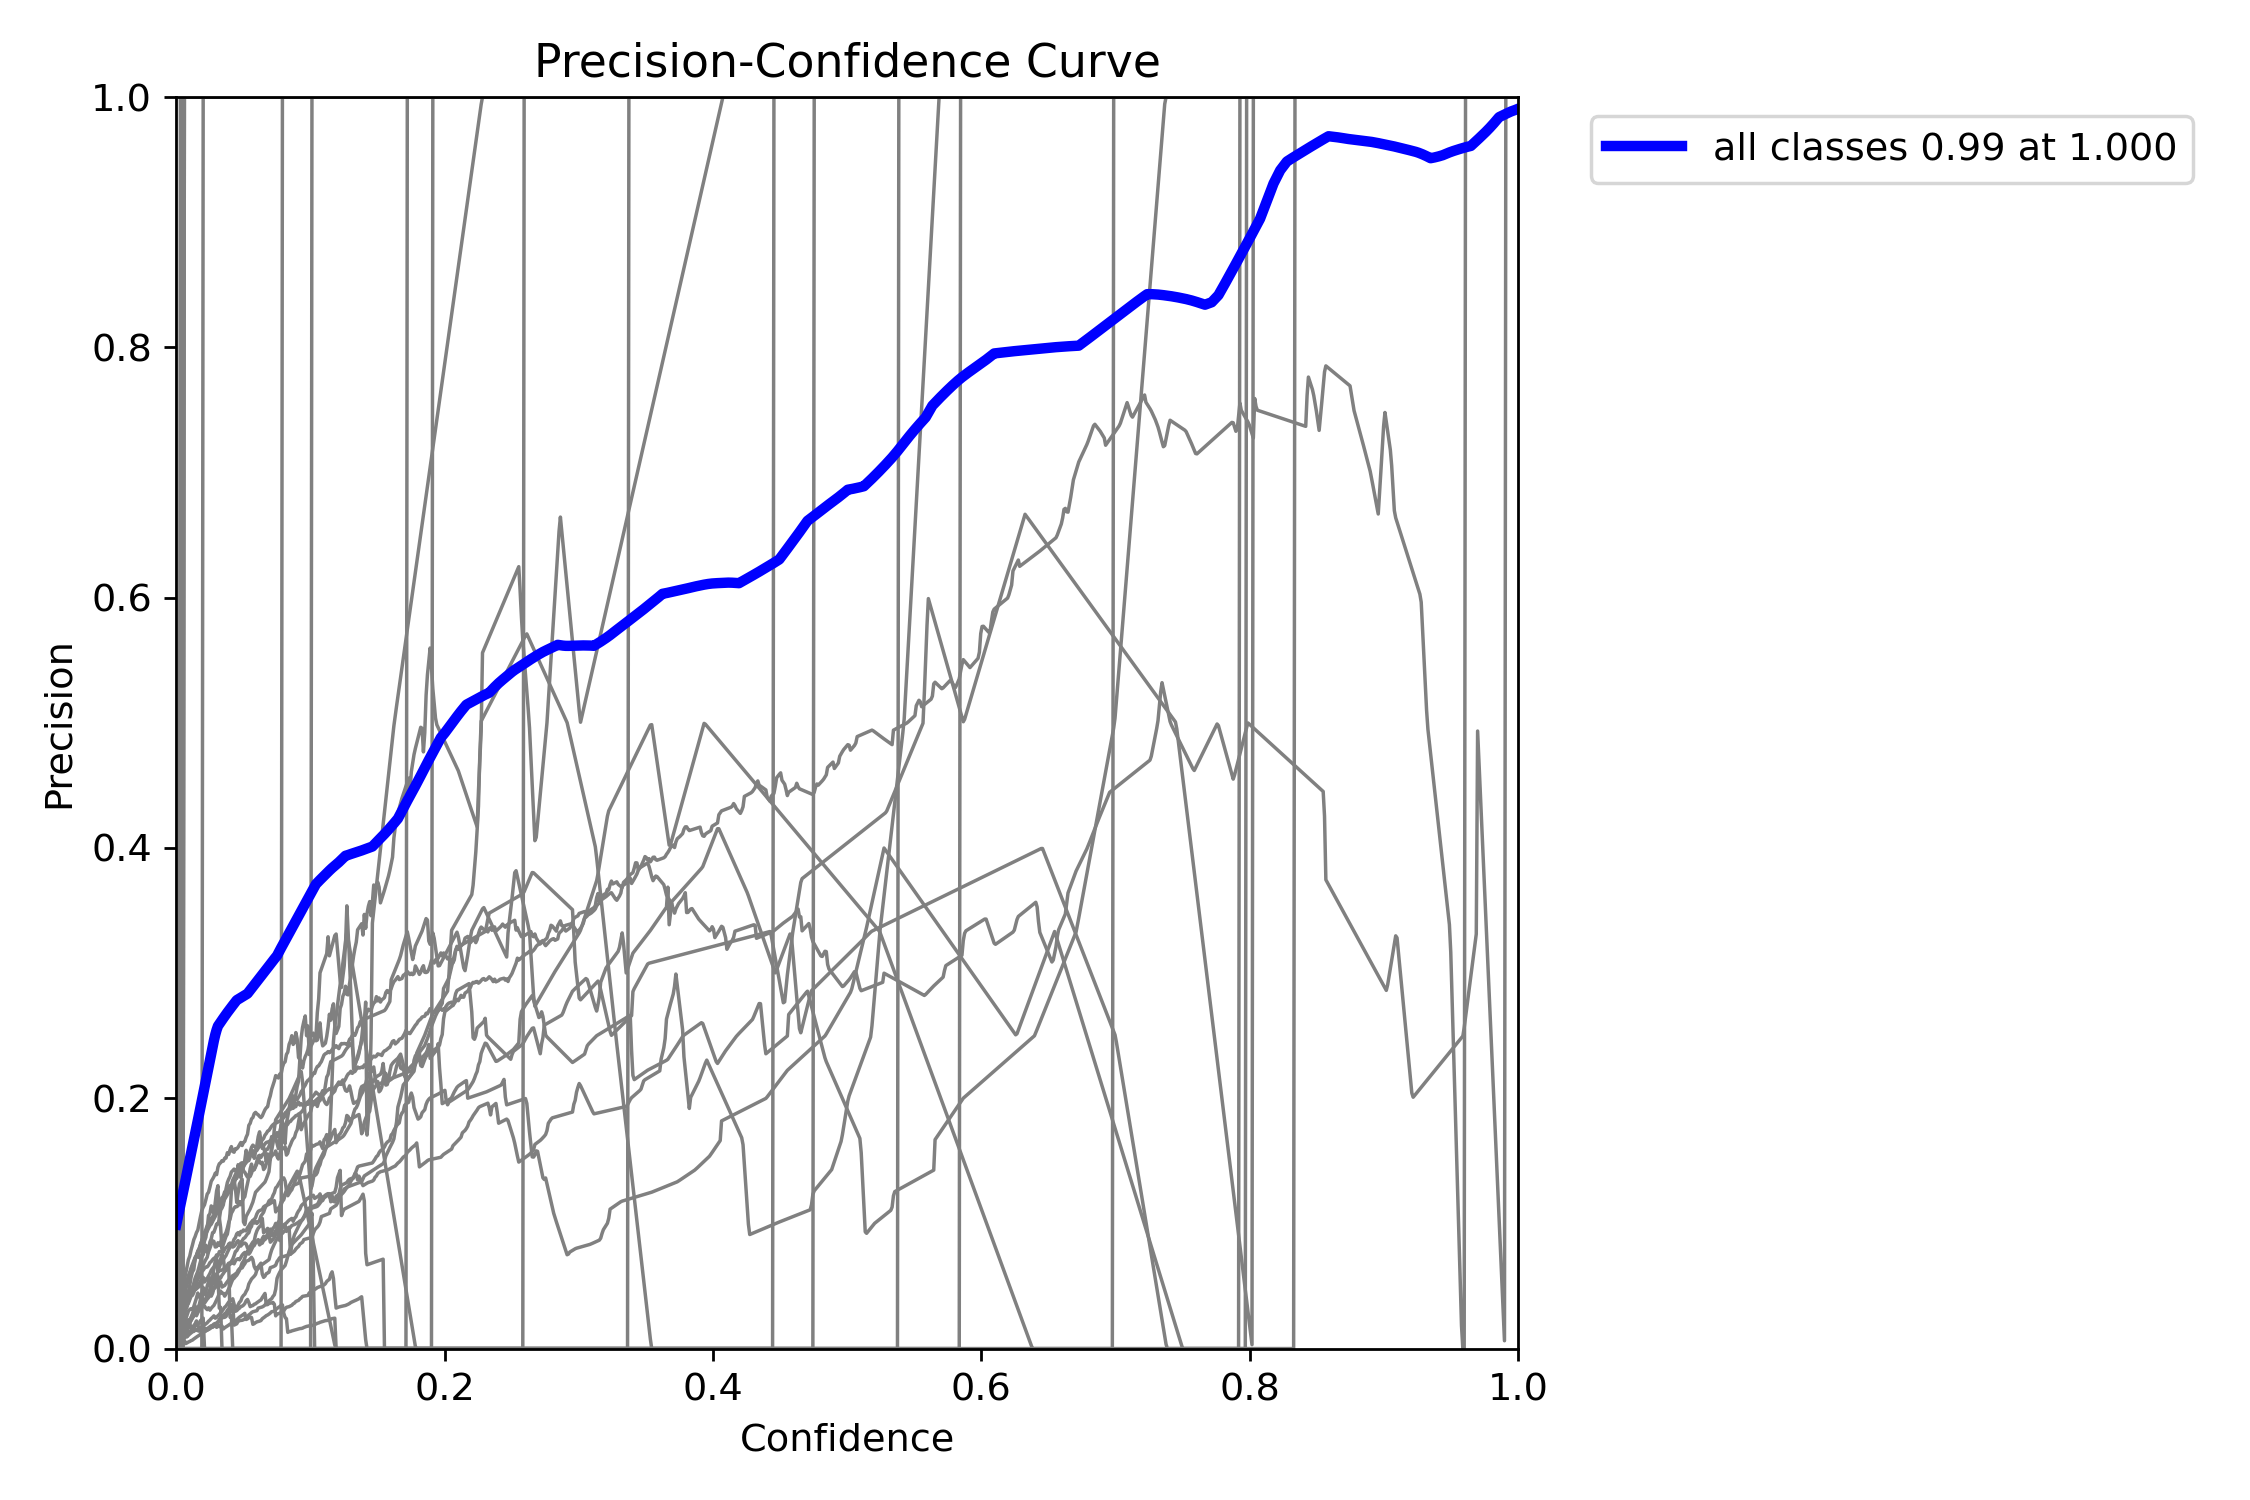 Precision-Confidence Curve
all classes 0.99 at 1.000
1.0
0.8
0.6
0.4
0.2
0.0
Precision
0.0 0.2 0.4 0.6 0.8 1.0
Confidence